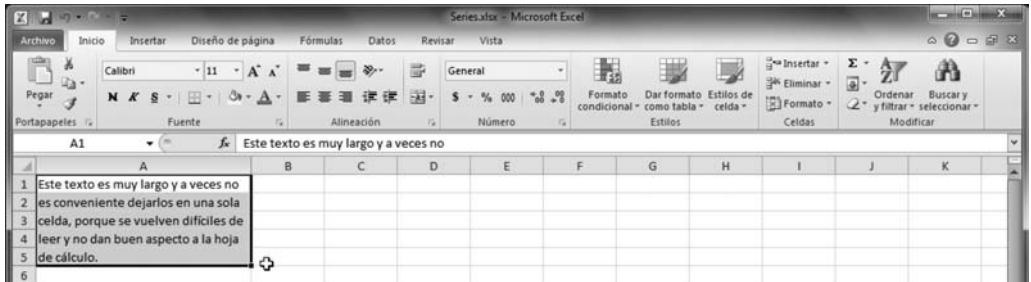 Series.xlsx - Microsoft Excel
Archivo Inicio Insertar Diseño de página Fórmulas Datos Revisar Vista
Pegar
Calibri 11 A A
N K S A
General
$ % 000
Formato condicional
Dar formato como tabla
Estilos de celda
Insertar
Eliminar
Formato
Σ
Ordenar y filtrar
Buscar y seleccionar
Portapapeles Fuente Alineación Número Estilos Celdas Modificar
A1 fx Este texto es muy largo y a veces no
A B C D E F G H I J K
1 Este texto es muy largo y a veces no
2 es conveniente dejarlos en una sola
3 celda, porque se vuelven difíciles de
4 leer y no dan buen aspecto a la hoja
5 de cálculo.
6